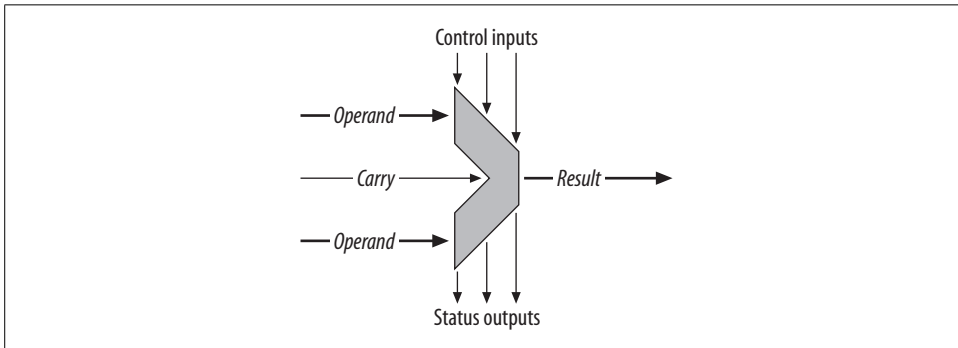 Control inputs
Operand
Carry
Result
Operand
Status outputs